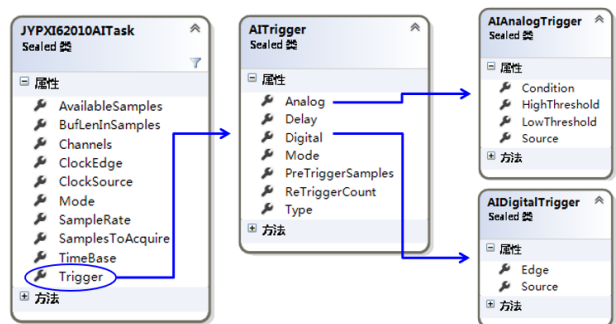 JYPXI62010AITask
Sealed 类
属性
AvailableSamples
BufLenInSamples
Channels
ClockEdge
ClockSource
Mode
SampleRate
SamplesToAcquire
TimeBase
Trigger
方法
AITrigger
Sealed 类
属性
Analog
Delay
Digital
Mode
PreTriggerSamples
ReTriggerCount
Type
方法
AIAnalogTrigger
Sealed 类
属性
Condition
HighThreshold
LowThreshold
Source
方法
AIDigitalTrigger
Sealed 类
属性
Edge
Source
方法